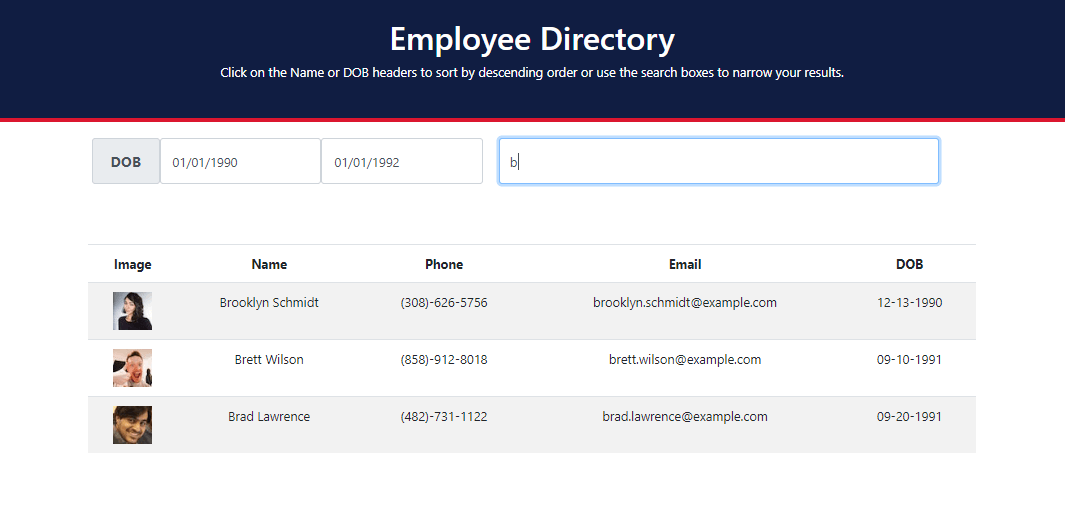 Employee Directory
Click on the Name or DOB headers to sort by descending order or use the search boxes to narrow your results.
DOB 01/01/1990 01/01/1992 b
Image Name Phone Email DOB
Brooklyn Schmidt (308)-626-5756 brooklyn.schmidt@example.com 12-13-1990
Brett Wilson (858)-912-8018 brett.wilson@example.com 09-10-1991
Brad Lawrence (482)-731-1122 brad.lawrence@example.com 09-20-1991